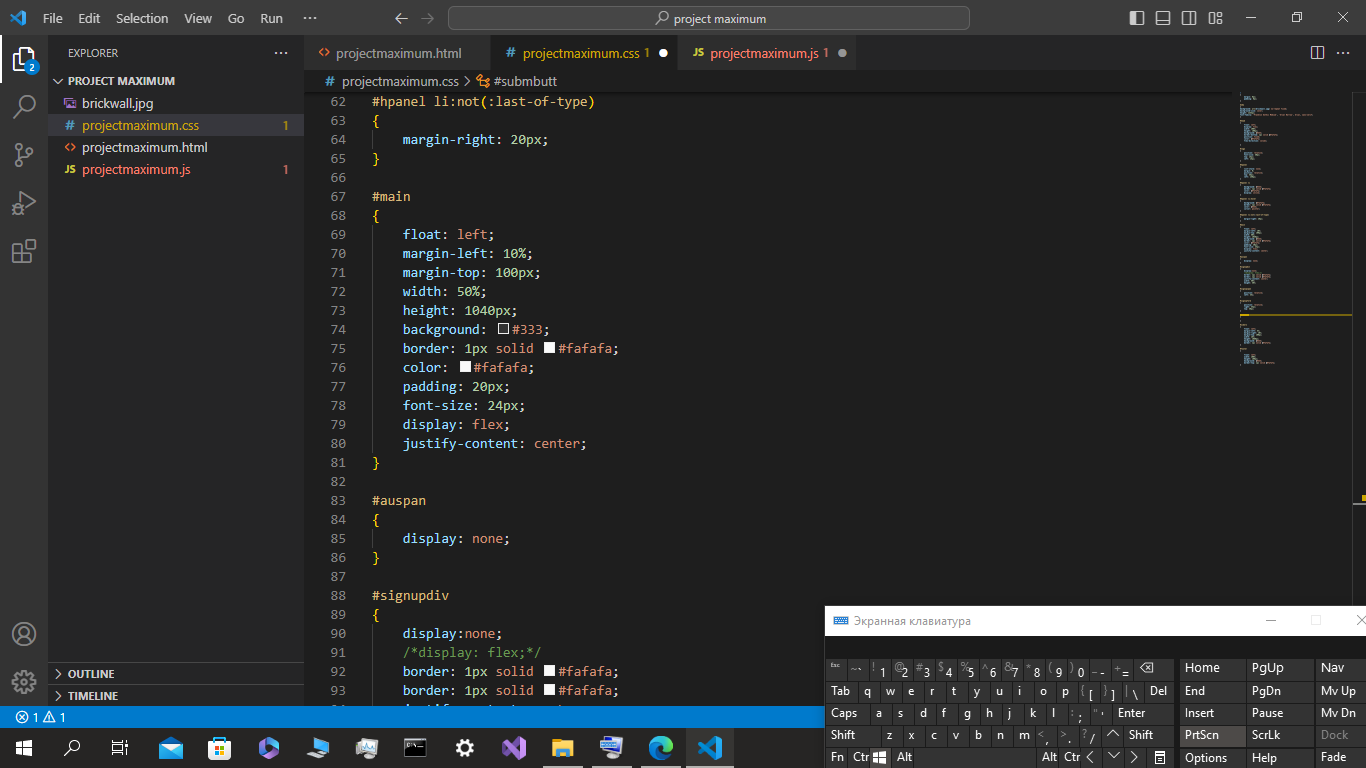 File Edit Selection View Go Run ··· project maximum
EXPLORER ···
PROJECT MAXIMUM
brickwall.jpg
# projectmaximum.css 1
<> projectmaximum.html
JS projectmaximum.js 1
OUTLINE
TIMELINE
2
<> projectmaximum.html # projectmaximum.css 1 JS projectmaximum.js 1
# projectmaximum.css > #submbutt
62 #hpanel li:not(:last-of-type)
63 {
64 margin-right: 20px;
65 }
66
67 #main
68 {
69 float: left;
70 margin-left: 10%;
71 margin-top: 100px;
72 width: 50%;
73 height: 1040px;
74 background: #333;
75 border: 1px solid #fafafa;
76 color: #fafafa;
77 padding: 20px;
78 font-size: 24px;
79 display: flex;
80 justify-content: center;
81 }
82
83 #auspan
84 {
85 display: none;
86 }
87
88 #signupdiv
89 {
90 display:none;
91 /*display: flex;*/
92 border: 1px solid #fafafa;
93 border: 1px solid #fafafa;
1 1
Экранная клавиатура
Esc ~ ` ! 1 @ 2 # 3 $ 4 % 5 ^ 6 & 7 * 8 ( 9 ) 0 _ - + = Home PgUp Nav
Tab q w e r t y u i o p { [ } ] | \ Del End PgDn Mv Up
Caps a s d f g h j k l : ; " ' Enter Insert Pause Mv Dn
Shift z x c v b n m < , > . ? / Shift PrtScn ScrLk Dock
Fn Ctr Alt Alt Ctr Options Help Fade